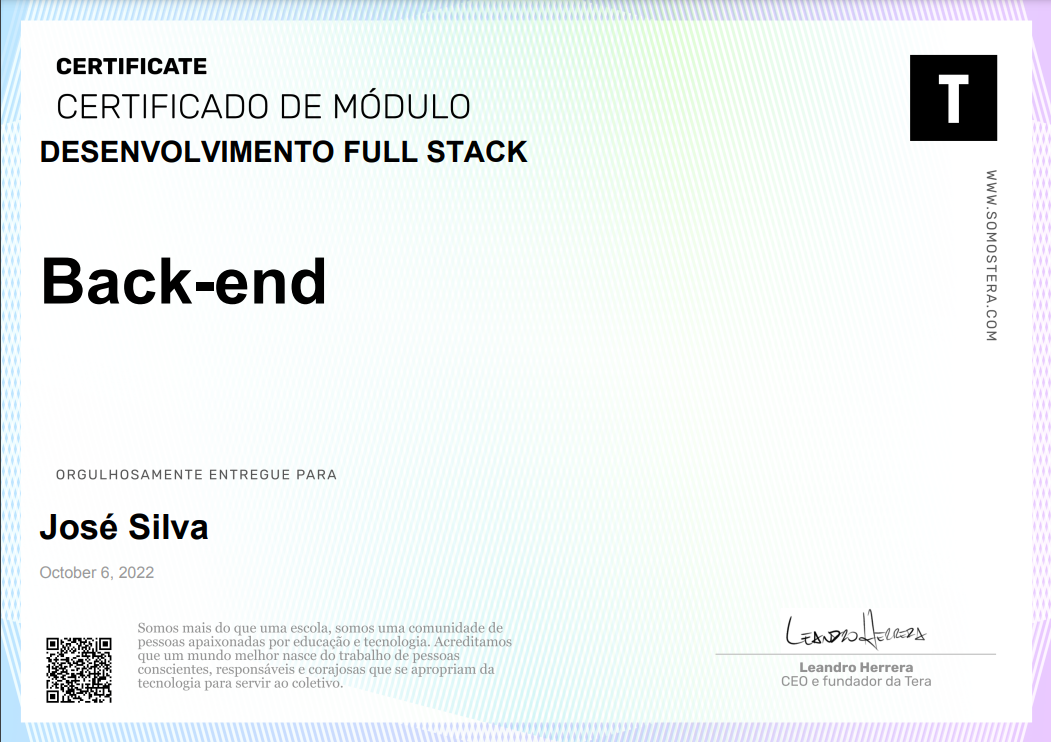 CERTIFICATE
CERTIFICADO DE MÓDULO
DESENVOLVIMENTO FULL STACK
T
WWW.SOMOSTERA.COM
Back-end
ORGULHOSAMENTE ENTREGUE PARA
José Silva
October 6, 2022
Somos mais do que uma escola, somos uma comunidade de
pessoas apaixonadas por educação e tecnologia. Acreditamos
que um mundo melhor nasce do trabalho de pessoas
conscientes, responsáveis e corajosas que se apropriam da
tecnologia para servir ao coletivo.
LEANDRO HERRERA
Leandro Herrera
CEO e fundador da Tera